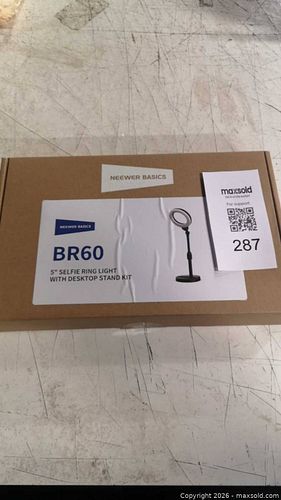 NEEWER BASICS
maxsold
For support
287
NEEWER BASICS
BR60
5" SELFIE RING LIGHT
WITH DESKTOP STAND KIT
Copyright © 2026 - maxsold.com